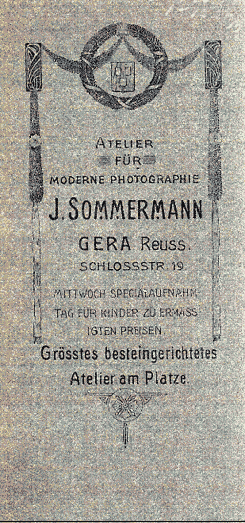 ATELIER
FÜR
MODERNE PHOTOGRAPHIE
J. SOMMERMANN
GERA REUSS.
SCHLOSSSTR. 19
MITTWOCH SPECIALAUFNAHM-
TAG FÜR KINDER ZU ERMÄSS
IGTEN PREISEN.
Grösstes besteingerichtetes
Atelier am Platze.